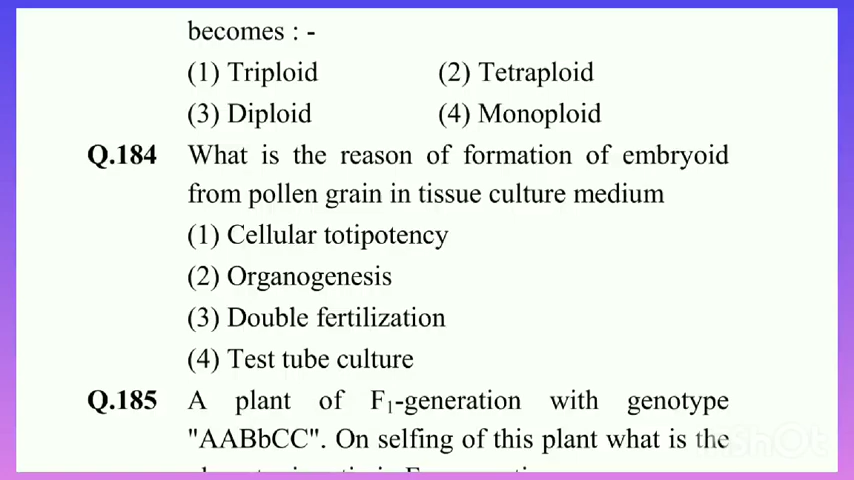 becomes : -
(1) Triploid (2) Tetraploid
(3) Diploid (4) Monoploid
Q.184 What is the reason of formation of embryoid
from pollen grain in tissue culture medium
(1) Cellular totipotency
(2) Organogenesis
(3) Double fertilization
(4) Test tube culture
Q.185 A plant of F₁-generation with genotype
"AABbCC". On selfing of this plant what is the